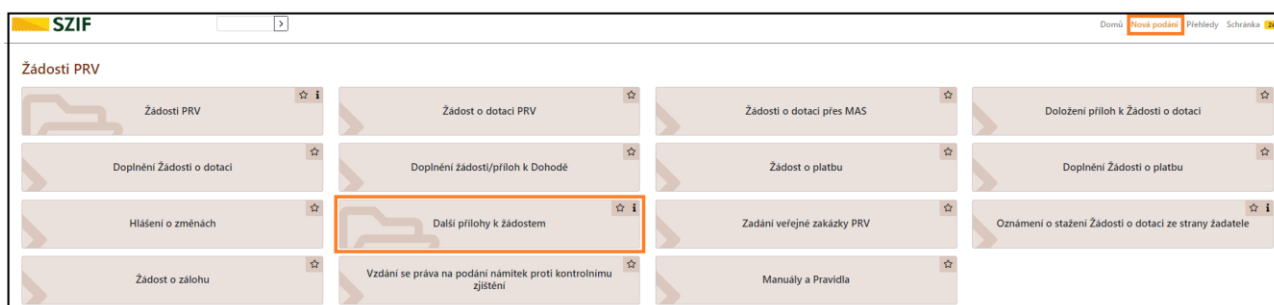 SZIF
Domů Nová podání Přehledy Schránka
Žádosti PRV
Žádosti PRV
Žádost o dotaci PRV
Žádosti o dotaci přes MAS
Doložení příloh k Žádosti o dotaci
Doplnění Žádosti o dotaci
Doplnění žádosti/příloh k Dohodě
Žádost o platbu
Doplnění Žádosti o platbu
Hlášení o změnách
Další přílohy k žádostem
Zadání veřejné zakázky PRV
Oznámení o stažení Žádosti o dotaci ze strany žadatele
Žádost o zálohu
Vzdání se práva na podání námitek proti kontrolnímu
zjištění
Manuály a Pravidla